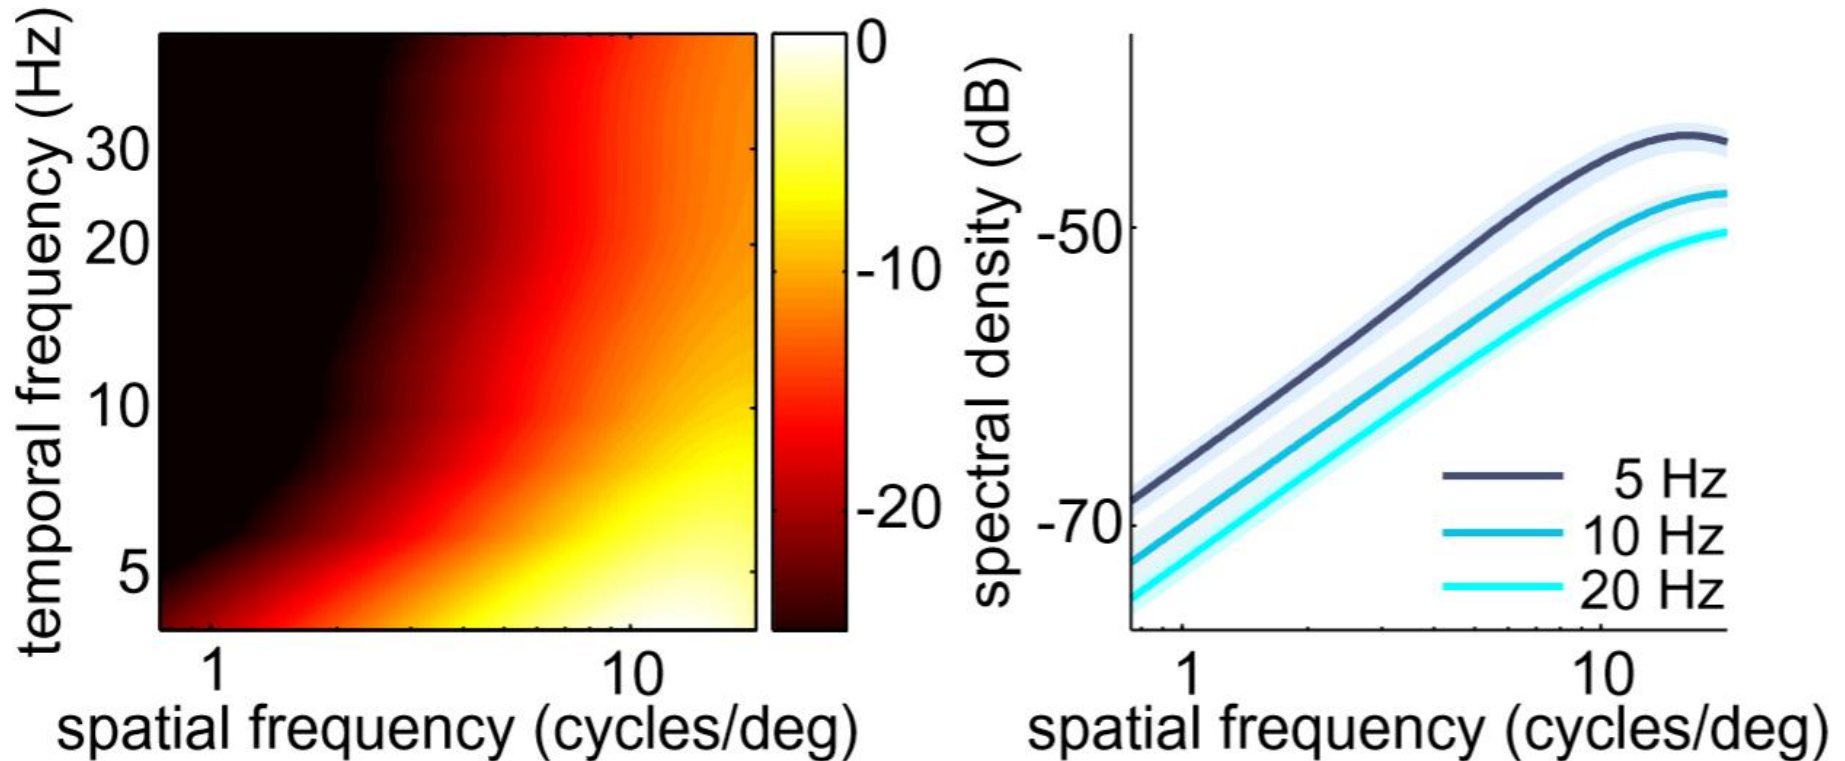 temporal frequency (Hz)
30
20
10
5
1
10
spatial frequency (cycles/deg)
0
-10
-20
spectral density (dB)
-50
-70
5 Hz
10 Hz
20 Hz
1
10
spatial frequency (cycles/deg)